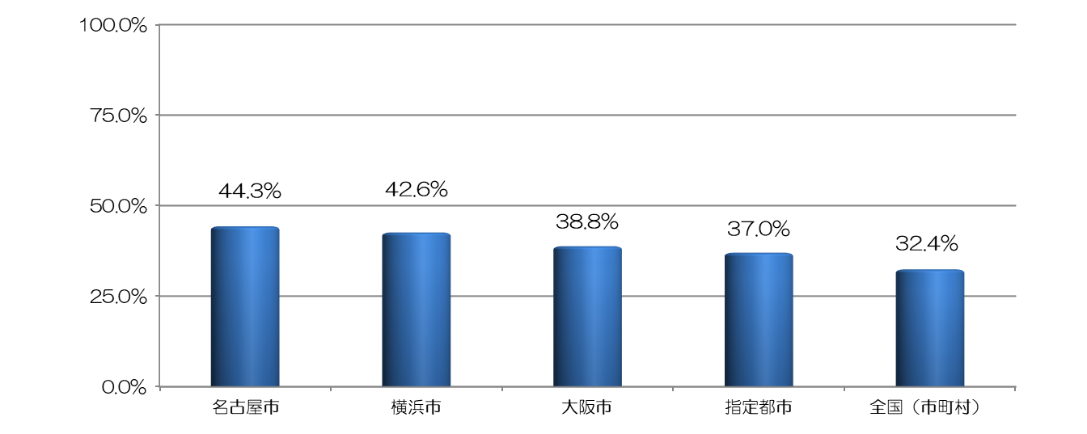 100.0%
75.0%
50.0%
25.0%
0.0%
44.3%
42.6%
38.8%
37.0%
32.4%
名古屋市
横浜市
大阪市
指定都市
全国（市町村）